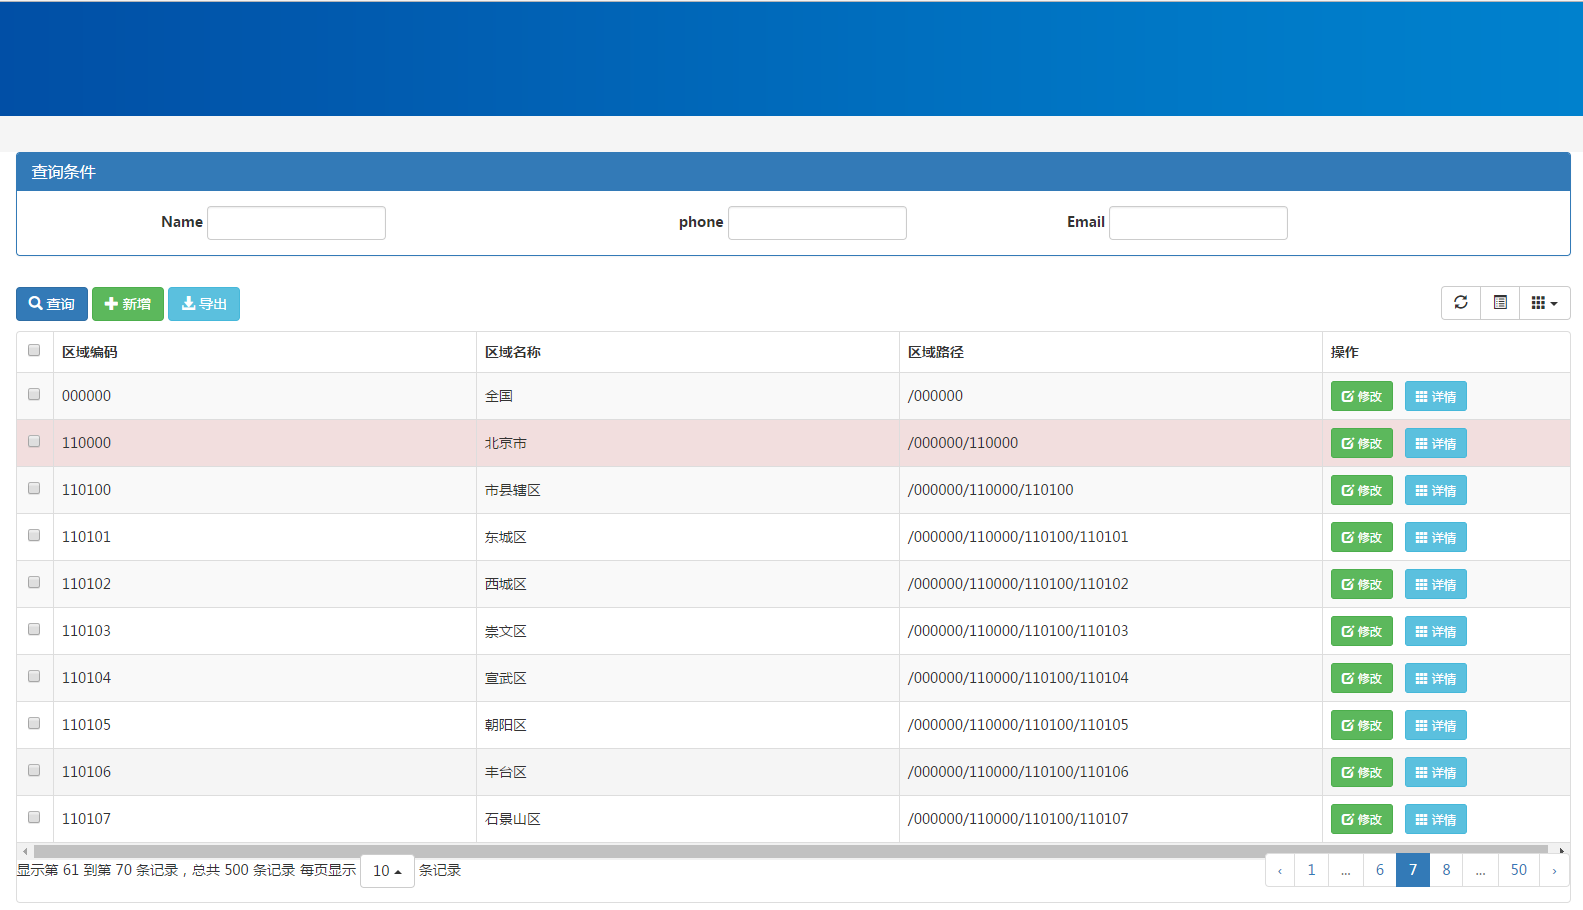 查询条件
Name phone Email
查询 新增 导出
区域编码 区域名称 区域路径 操作
000000 全国 /000000 修改 详情
110000 北京市 /000000/110000 修改 详情
110100 市县辖区 /000000/110000/110100 修改 详情
110101 东城区 /000000/110000/110100/110101 修改 详情
110102 西城区 /000000/110000/110100/110102 修改 详情
110103 崇文区 /000000/110000/110100/110103 修改 详情
110104 宣武区 /000000/110000/110100/110104 修改 详情
110105 朝阳区 /000000/110000/110100/110105 修改 详情
110106 丰台区 /000000/110000/110100/110106 修改 详情
110107 石景山区 /000000/110000/110100/110107 修改 详情
显示第 61 到第 70 条记录，总共 500 条记录 每页显示 10 条记录 ‹ 1 ... 6 7 8 ... 50 ›